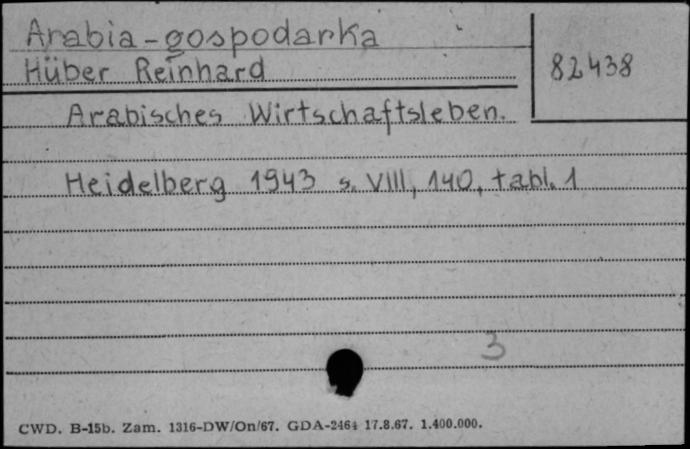 Arabia-gospodarka
Hüber Reinhard
82438
Arabisches Wirtschaftsleben.
Heidelberg 1943 s. VIII, 140, tabl. 1
3
CWD. B-15b. Zam. 1316-DW/On/67. GDA-2464 17.8.67. 1.400.000.